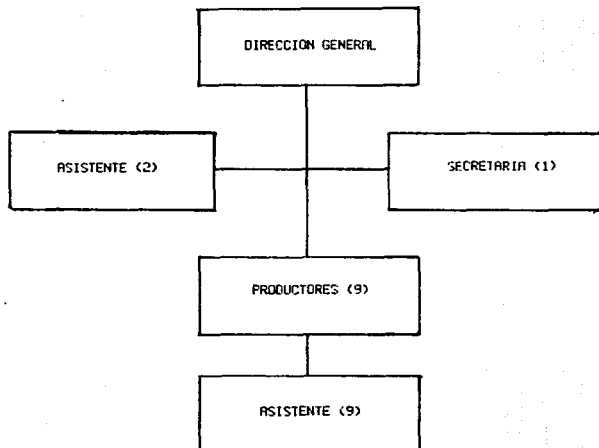 DIRECCION GENERAL
ASISTENTE (2)
SECRETARIA (1)
PRODUCTORES (9)
ASISTENTE (9)